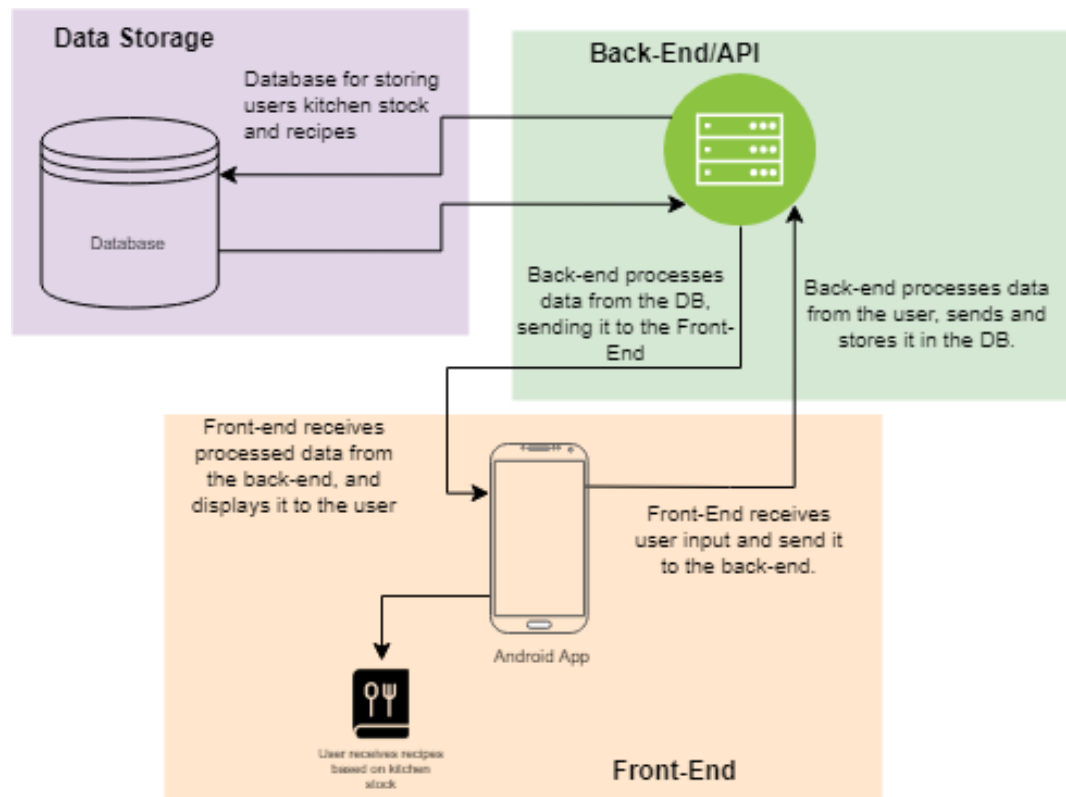 Data Storage
Database for storing
users kitchen stock
and recipes
Database
Back-End/API
Back-end processes
data from the DB,
sending it to the Front-
End
Back-end processes data
from the user, sends and
stores it in the DB.
Front-end receives
processed data from
the back-end, and
displays it to the user
Front-End receives
user input and send it
to the back-end.
Android App
User receives recipes
based on kitchen
stock
Front-End